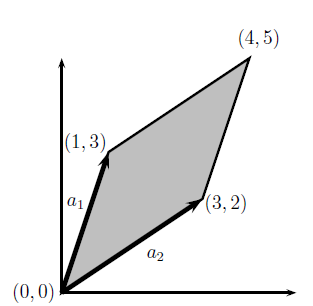 (4, 5)
(1, 3)
a₁
(3, 2)
a₂
(0, 0)